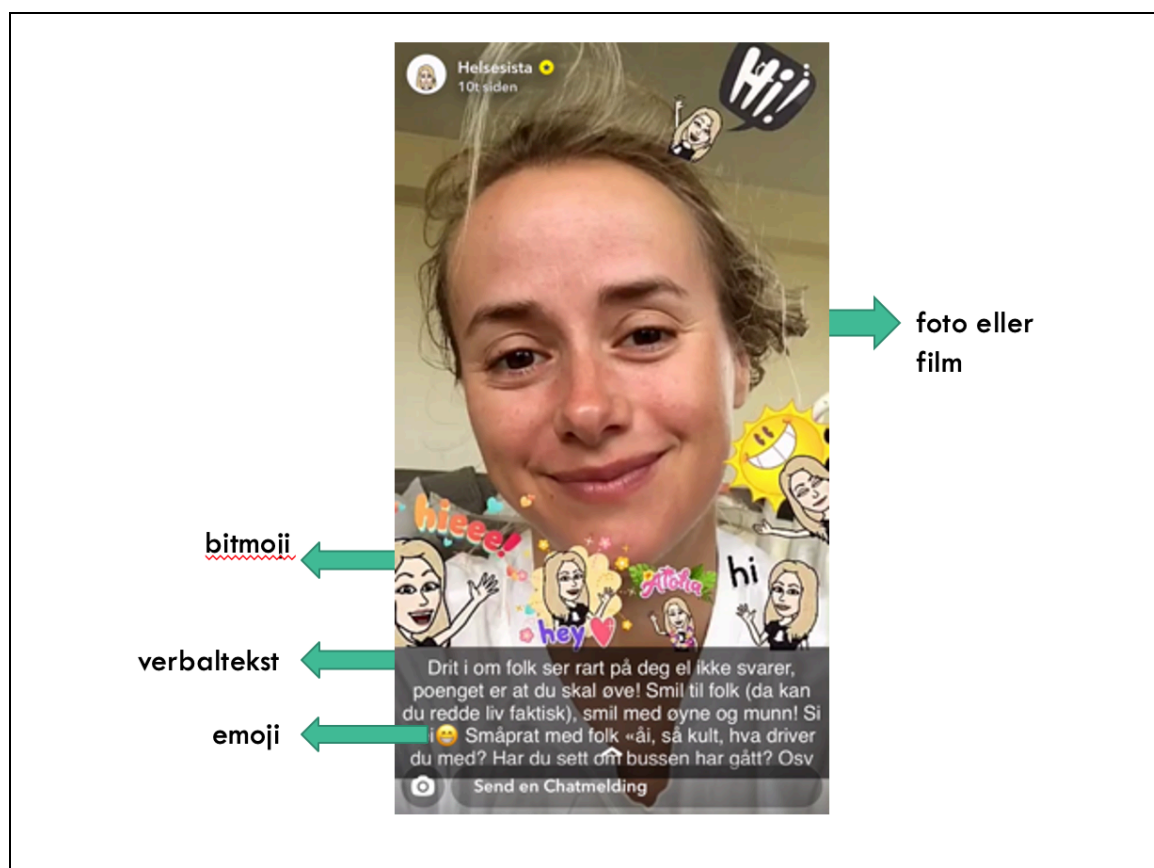 Helsesista
10t siden
Hi!
foto eller
film
hieee!
bitmoji
Aloha
hi
hey
verbaltekst
Drit i om folk ser rart på deg el ikke svarer,
poenget er at du skal øve! Smil til folk (da kan
du redde liv faktisk), smil med øyne og munn! Si
i😁 Småprat med folk «åi, så kult, hva driver
emoji
du med? Har du sett om bussen har gått? Osv
Send en Chatmelding